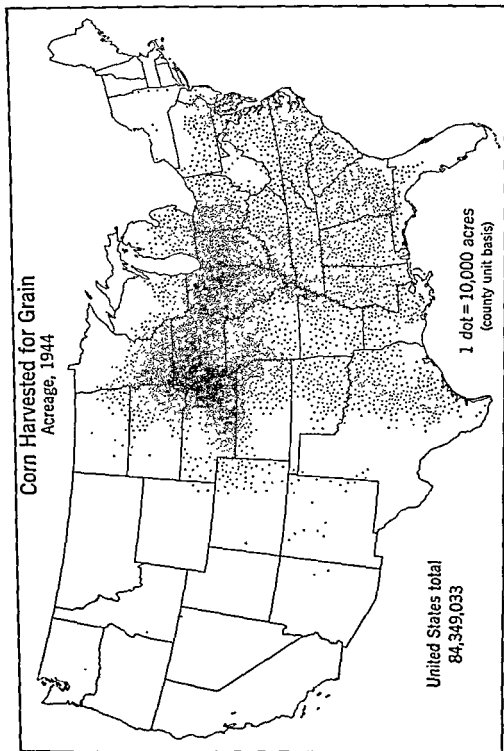 Corn Harvested for Grain
Acreage, 1944
United States total
84,349,033
1 dot = 10,000 acres
(county unit basis)